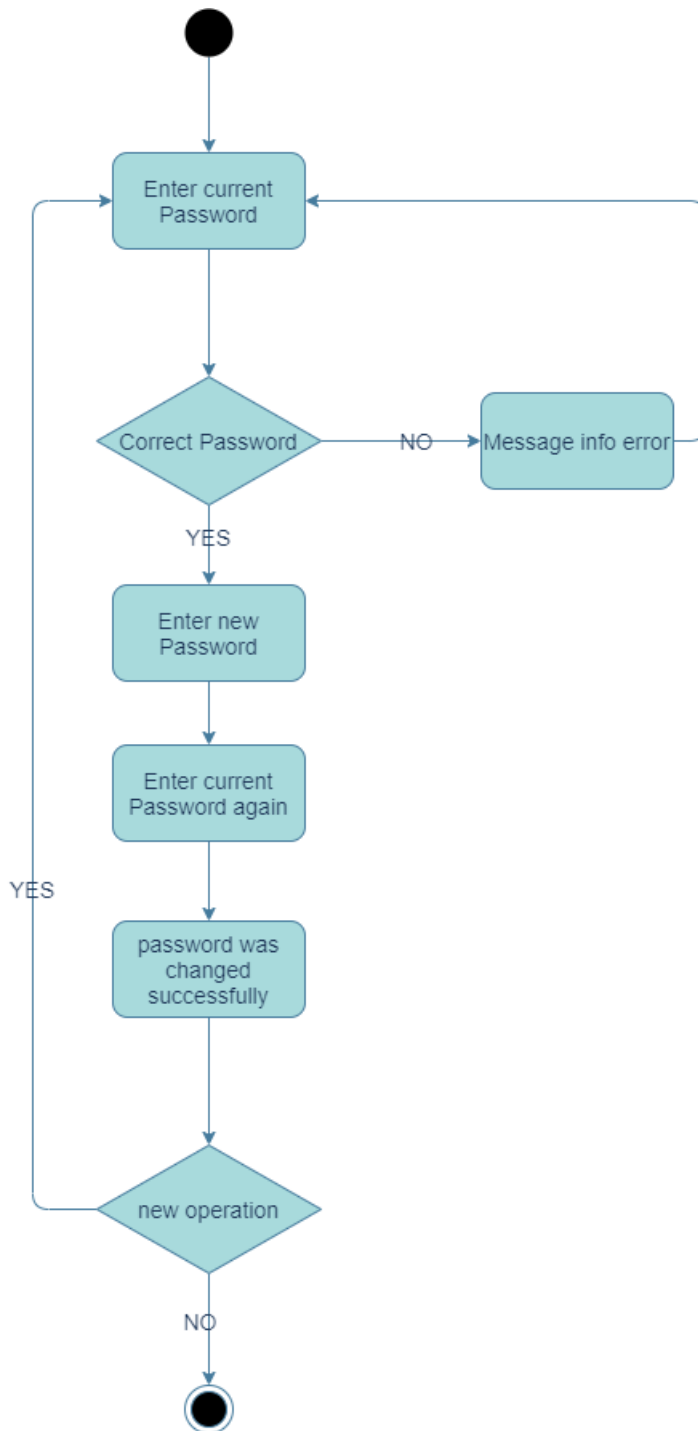 Enter current
Password
Correct Password
NO
Message info error
YES
Enter new
Password
Enter current
Password again
YES
password was
changed
successfully
new operation
NO